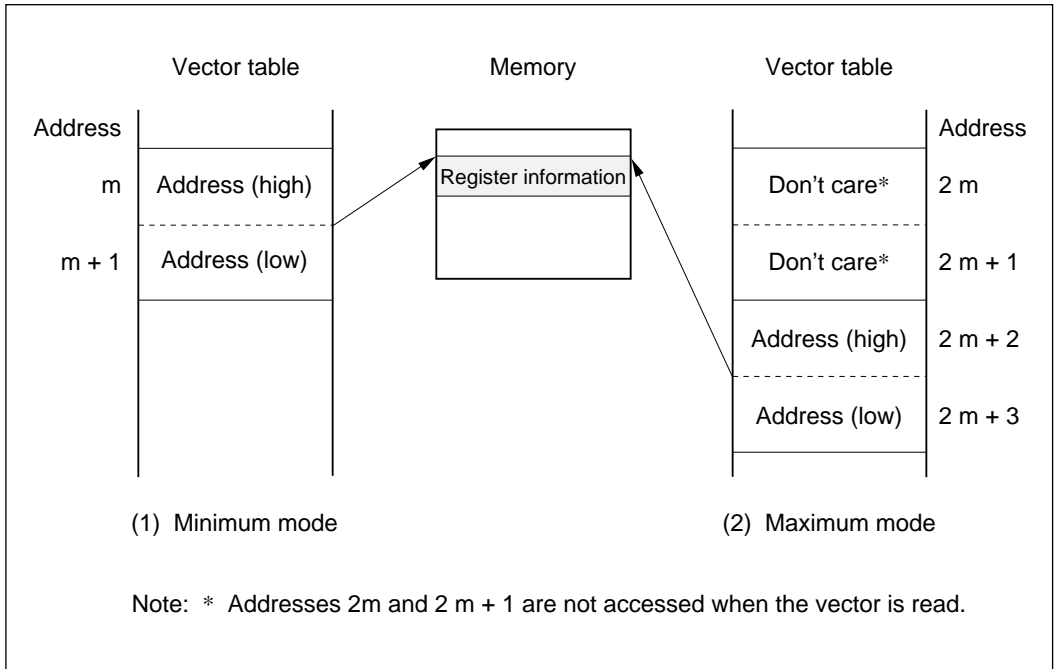 Vector table
Memory
Vector table
Address
Address
m
Address (high)
Register information
Don't care*
2 m
m + 1
Address (low)
Don't care*
2 m + 1
Address (high)
2 m + 2
Address (low)
2 m + 3
(1) Minimum mode
(2) Maximum mode
Note: * Addresses 2m and 2 m + 1 are not accessed when the vector is read.